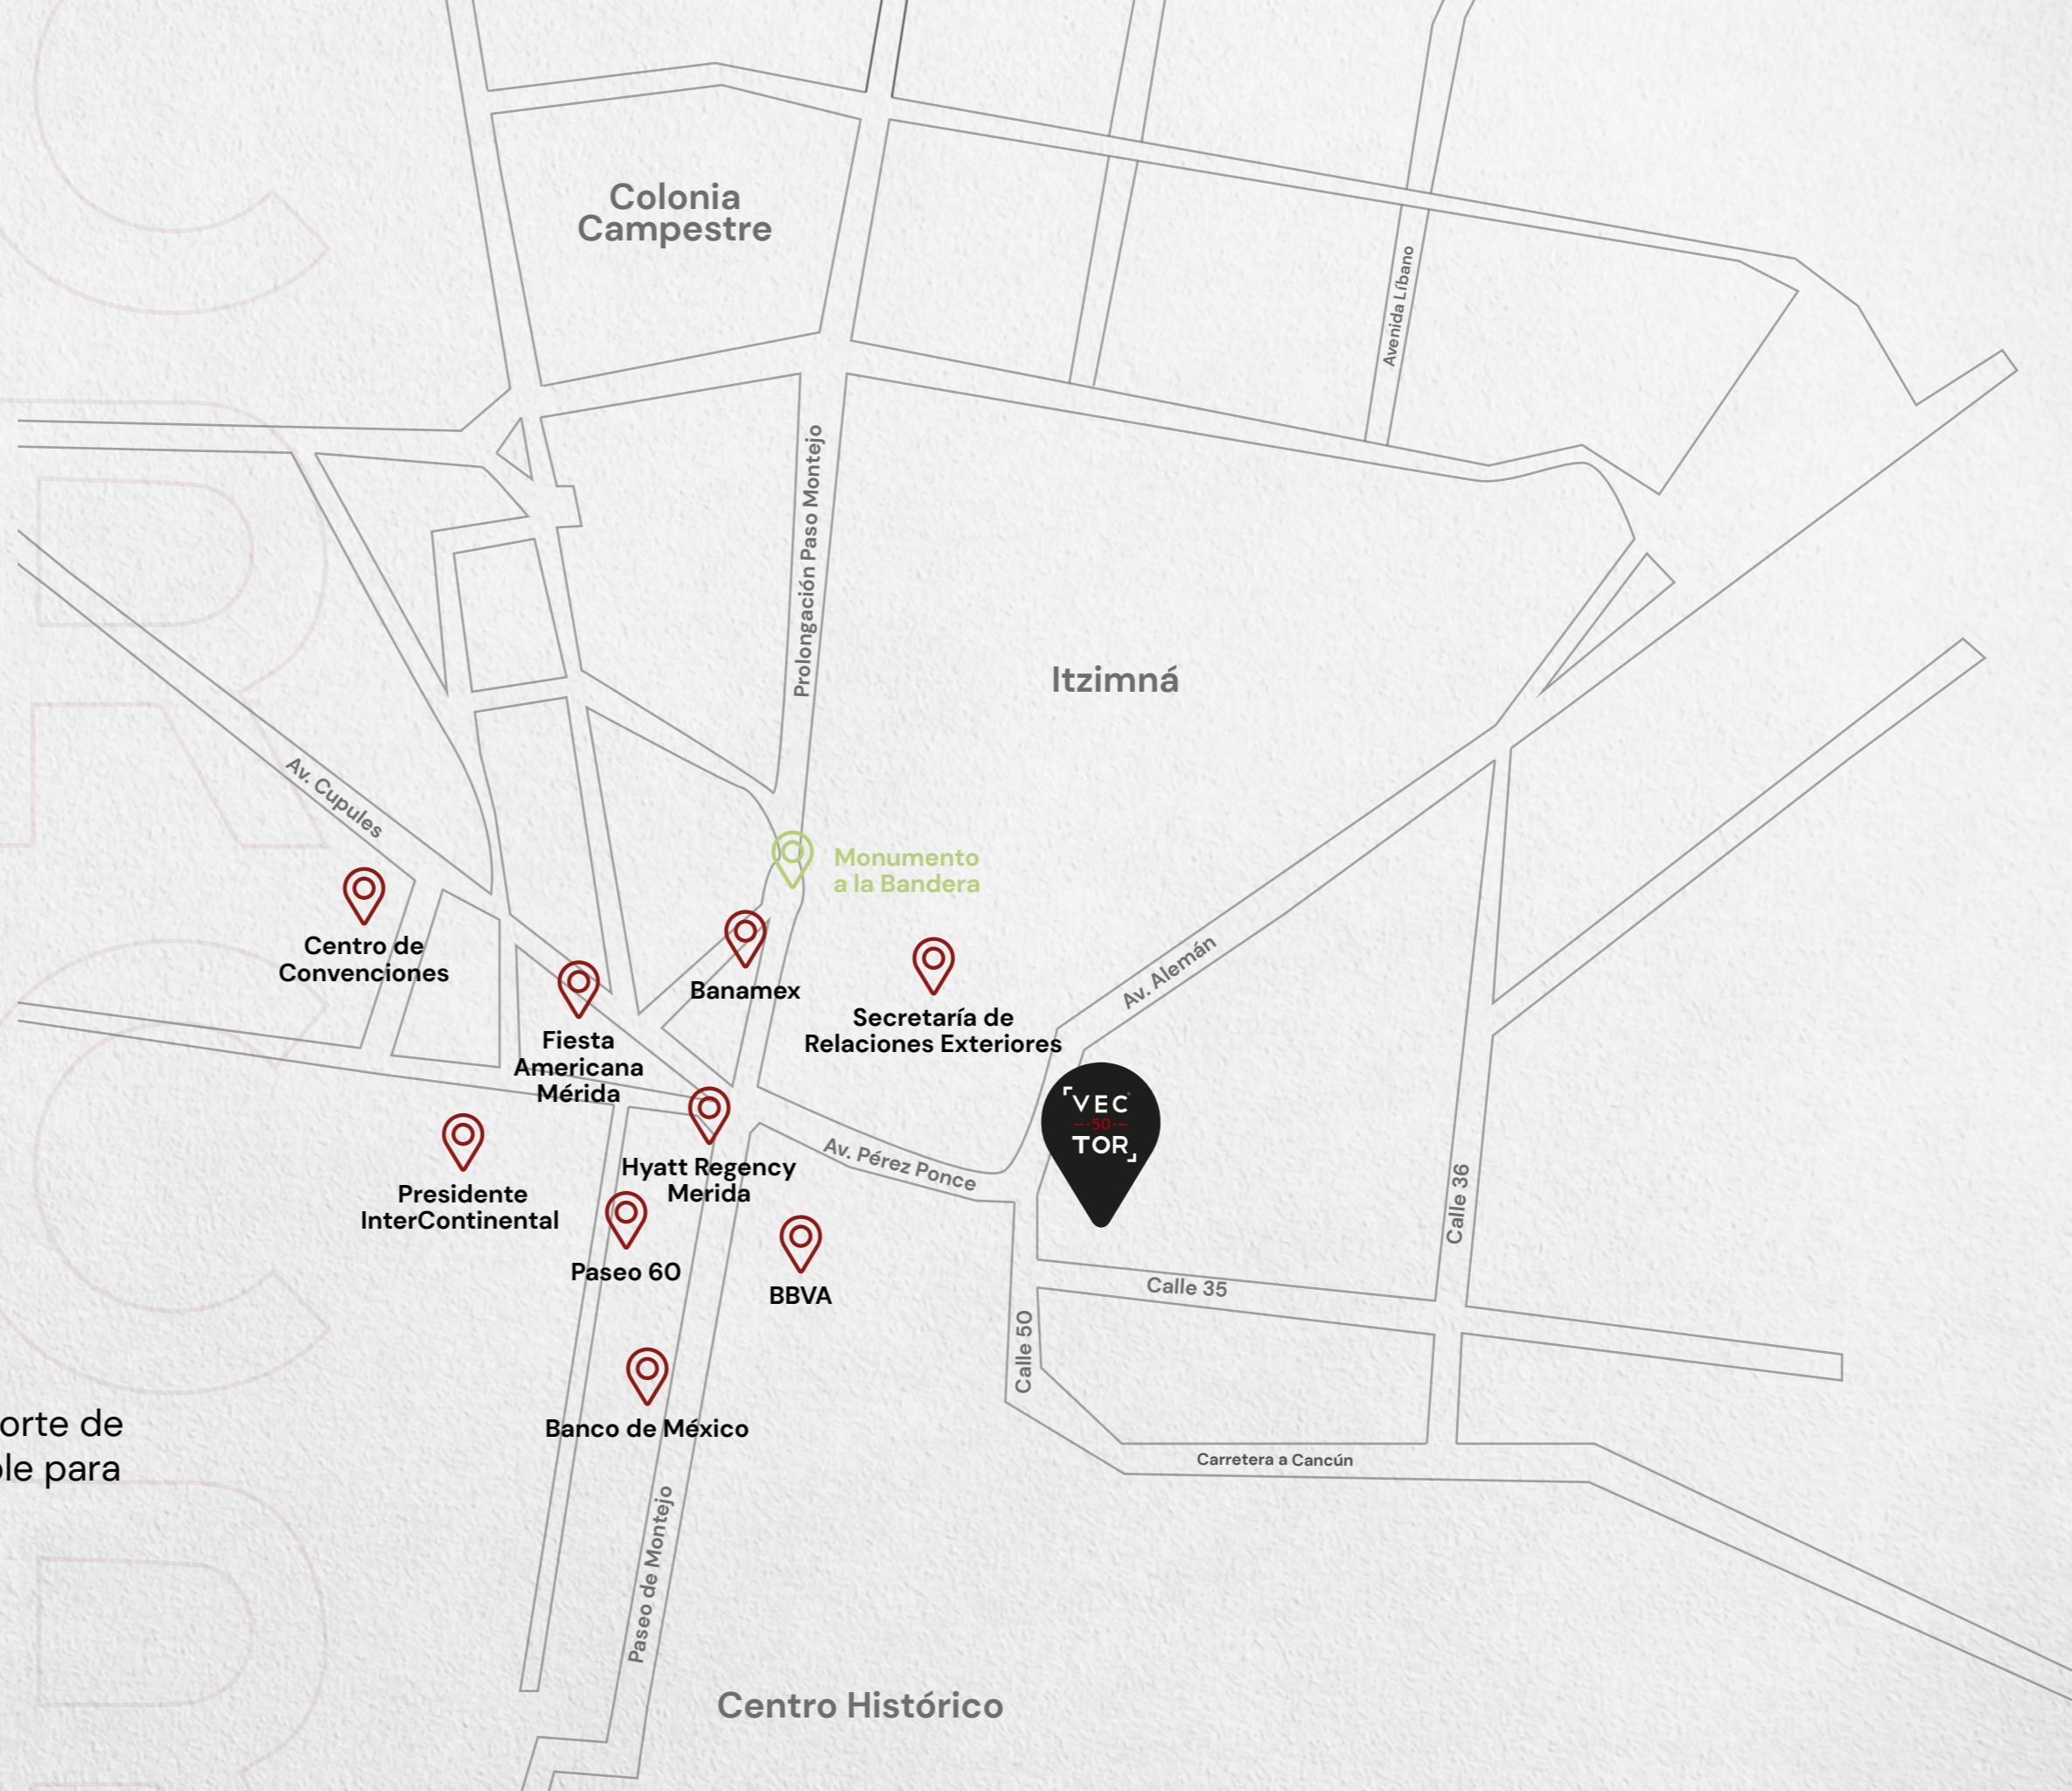 Colonia
Campestre
Avenida Líbano
Prolongación Paso Montejo
Itzimná
Av. Cupules
Monumento
a la Bandera
Centro de
Convenciones
Banamex
Av. Alemán
Fiesta
Americana
Mérida
Secretaría de
Relaciones Exteriores
VEC
50
TOR
Av. Pérez Ponce
Hyatt Regency
Merida
Presidente
InterContinental
Calle 36
Paseo 60
BBVA
Calle 35
Calle 50
Banco de México
orte de
ole para
Carretera a Cancún
Paseo de Montejo
Centro Histórico